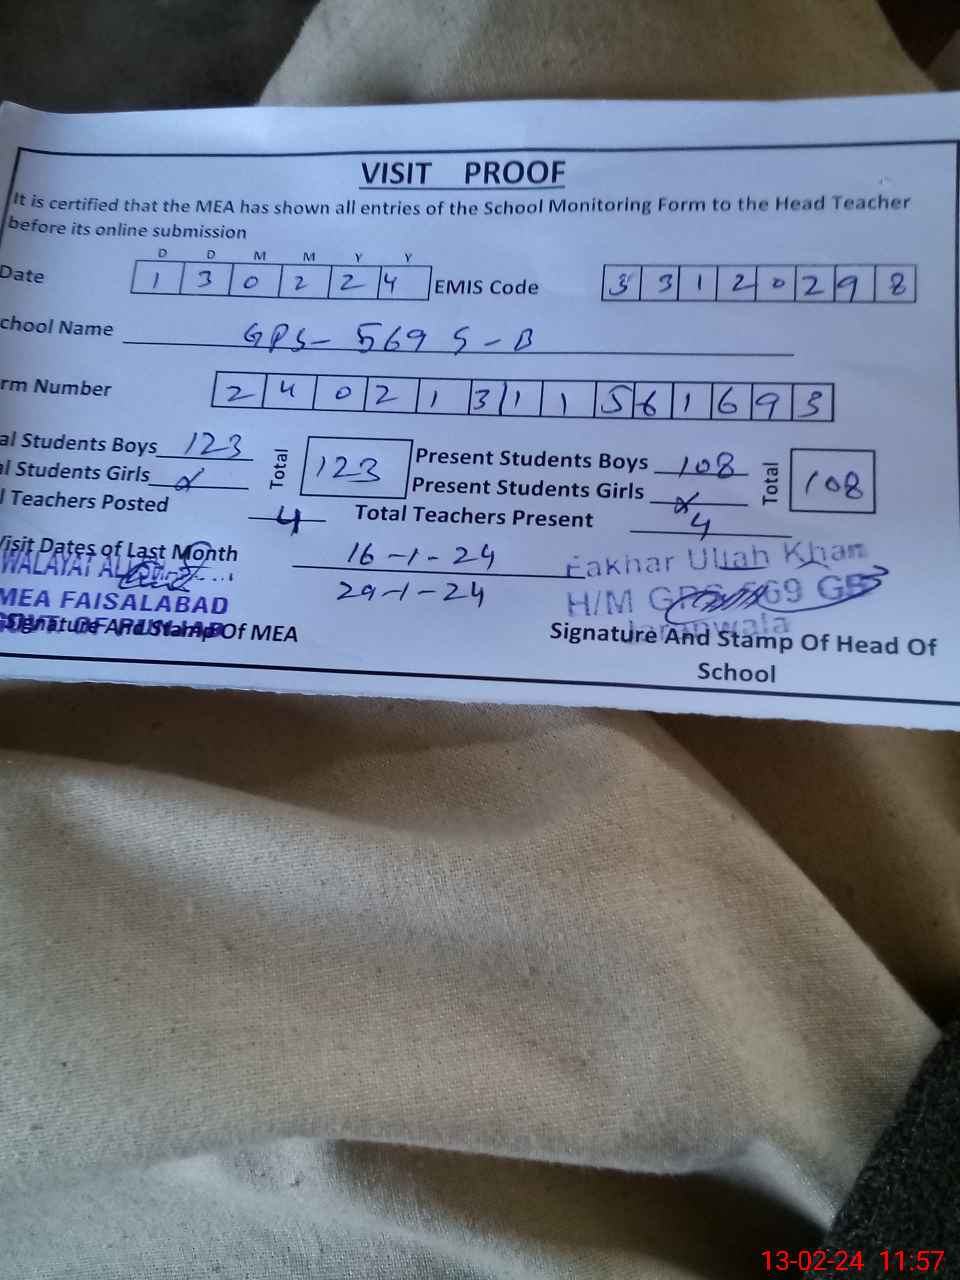 VISIT PROOF
It is certified that the MEA has shown all entries of the School Monitoring Form to the Head Teacher
before its online submission
D D M M Y Y
Date 1 3 0 2 2 4 EMIS Code 3 3 1 2 0 2 9 8
chool Name GPS- 569 S-B
rm Number 2 4 0 2 1 3 1 1 5 6 1 6 9 3
al Students Boys 123 Total 123 Present Students Boys 108 Total 108
l Students Girls Present Students Girls
l Teachers Posted 4 Total Teachers Present 4
Visit Dates of Last Month 16-1-24
29-1-24
WALAYAT ALI
MEA FAISALABAD
Signature And Stamp Of MEA
Fakhar Ullah Khan
H/M GPS 569 GB
Jaranwala
Signature And Stamp Of Head Of
School
13-02-24 11:57